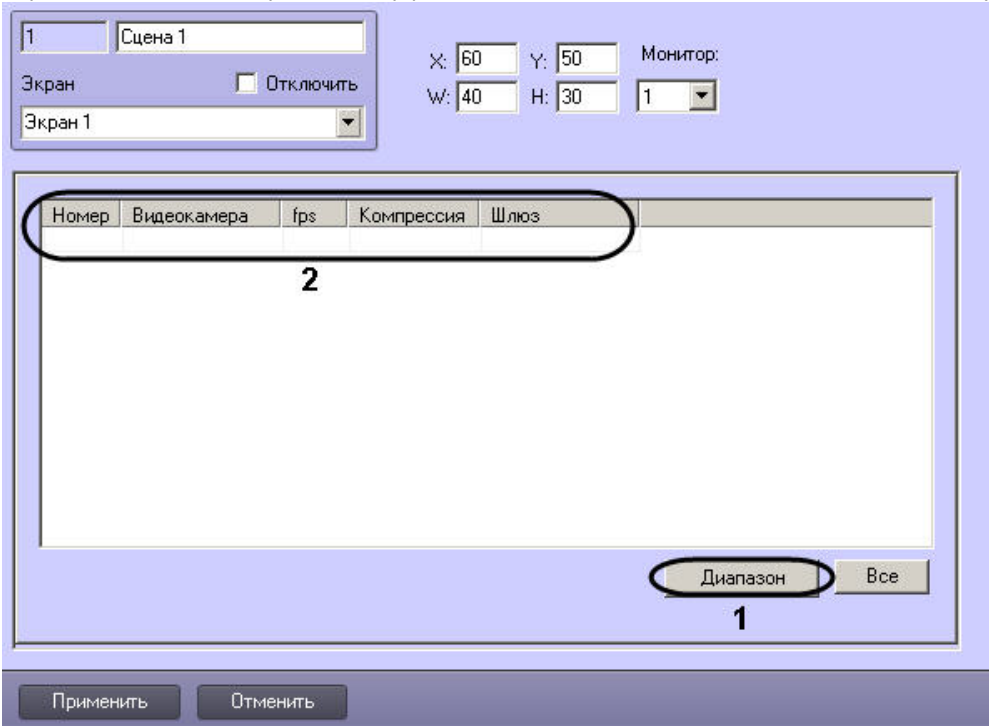 1 Сцена 1
Экран Отключить
Экран 1
X: 60 Y: 50 Монитор:
W: 40 H: 30 1
Номер Видеокамера fps Компрессия Шлюз
2
Диапазон Все
1
Применить Отменить